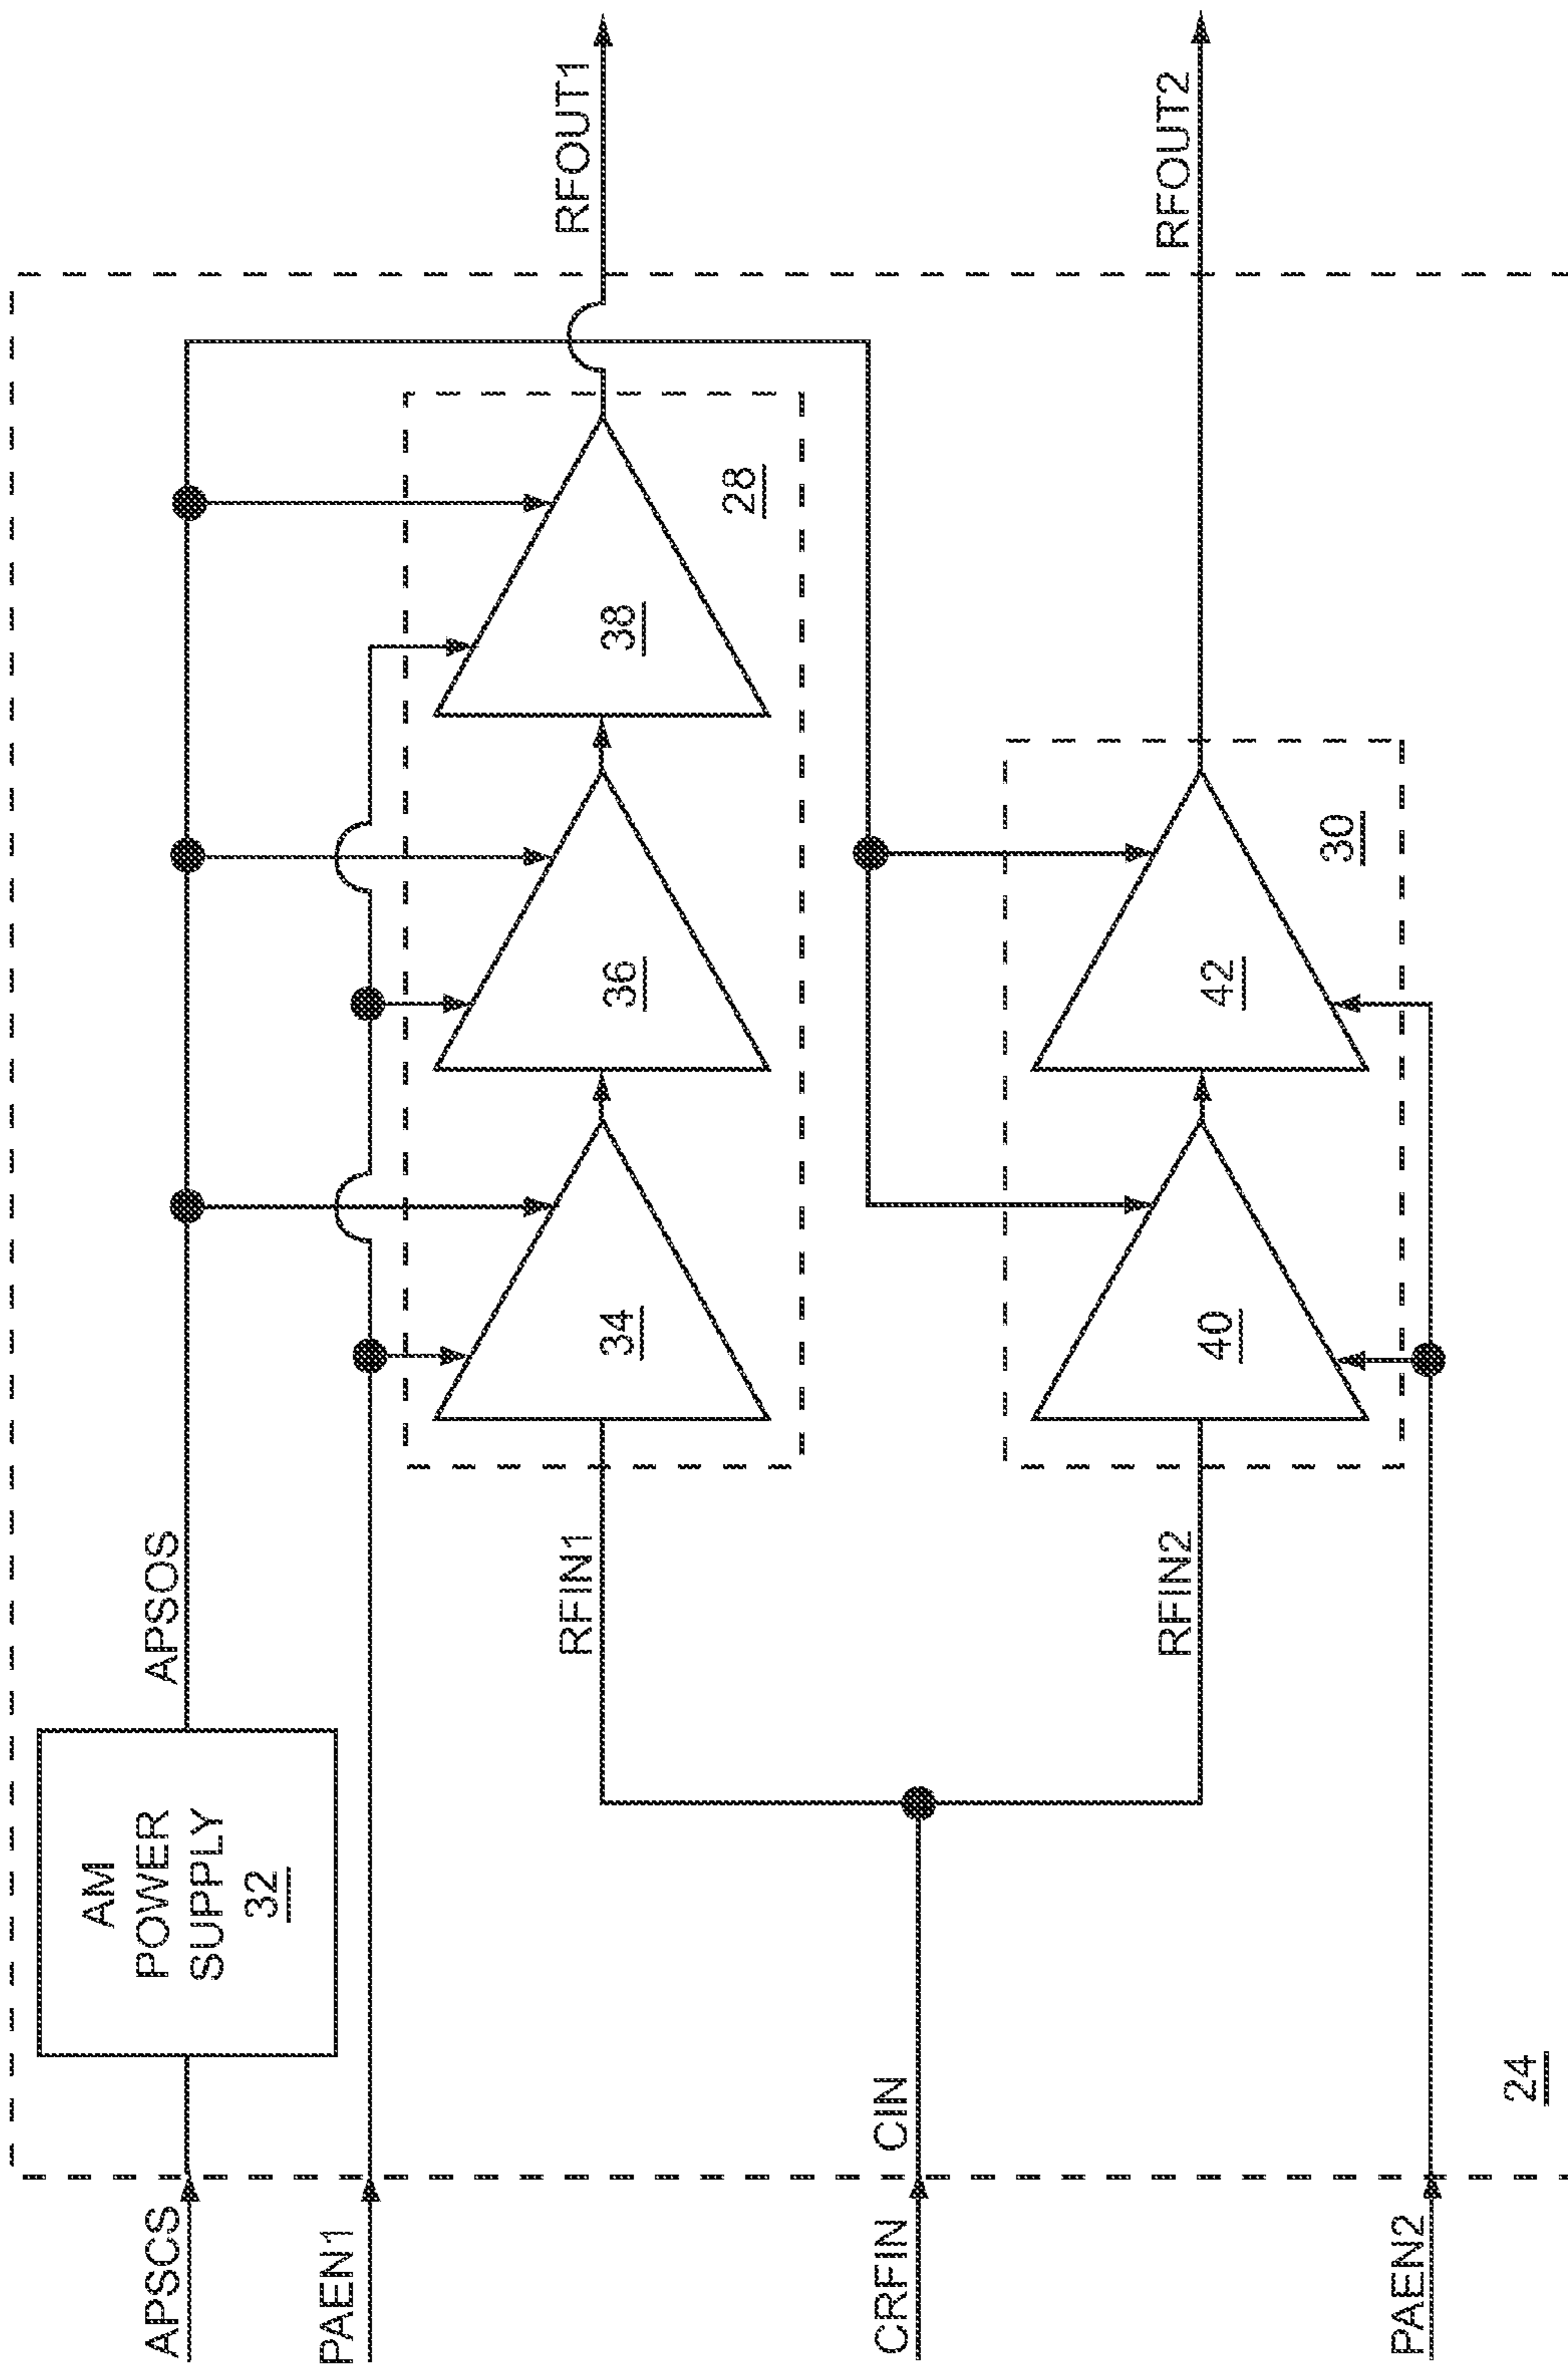 APSCS
AM
POWER
SUPPLY
32
APSOS
PAEN1
RFOUT1
28
34
36
38
RFIN1
CRFIN
CIN
RFIN2
RFOUT2
30
40
42
PAEN2
24